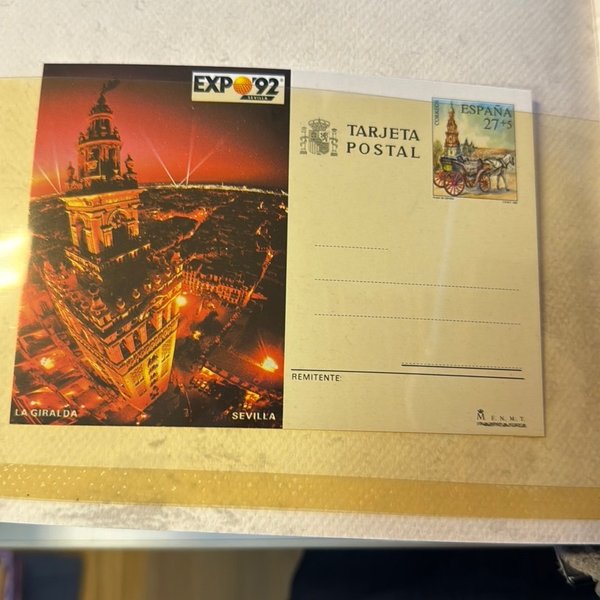 EXPO'92®
SEVILLA
TARJETA
POSTAL
CORREOS
ESPAÑA
27+5
REMITENTE:
LA GIRALDA
SEVILLA
M F. N. M. T.